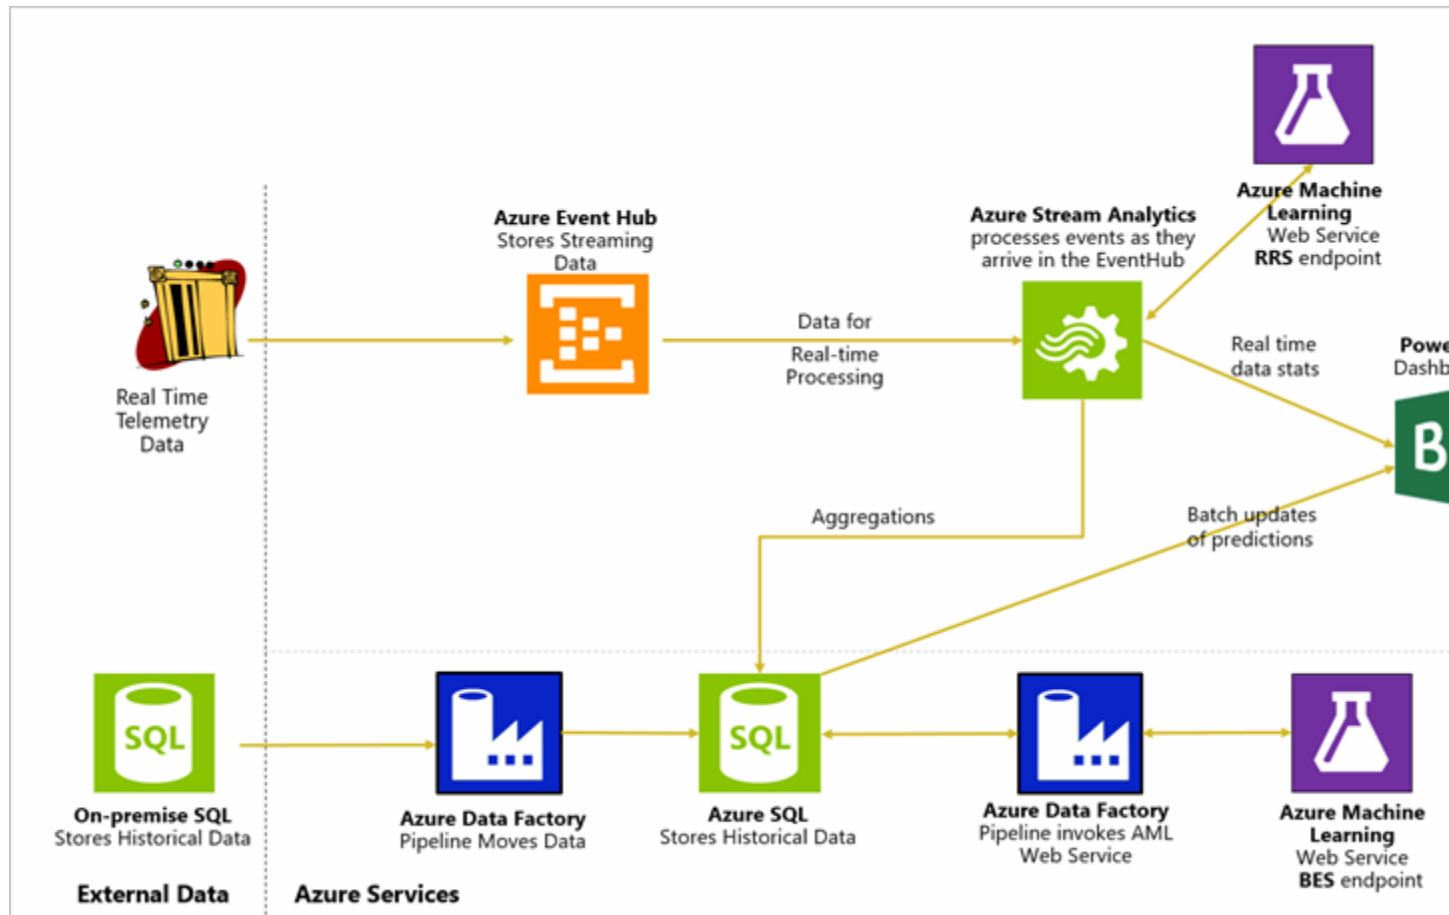 Azure Machine
Learning
Web Service
RRS endpoint
Azure Event Hub
Stores Streaming
Data
Azure Stream Analytics
processes events as they
arrive in the EventHub
Data for
Real-time
Processing
Real time
data stats
Powe
Dashb
B
Real Time
Telemetry
Data
Aggregations
Batch updates
of predictions
SQL
SQL
On-premise SQL
Stores Historical Data
Azure Data Factory
Pipeline Moves Data
Azure SQL
Stores Historical Data
Azure Data Factory
Pipeline invokes AML
Web Service
Azure Machine
Learning
Web Service
BES endpoint
External Data
Azure Services